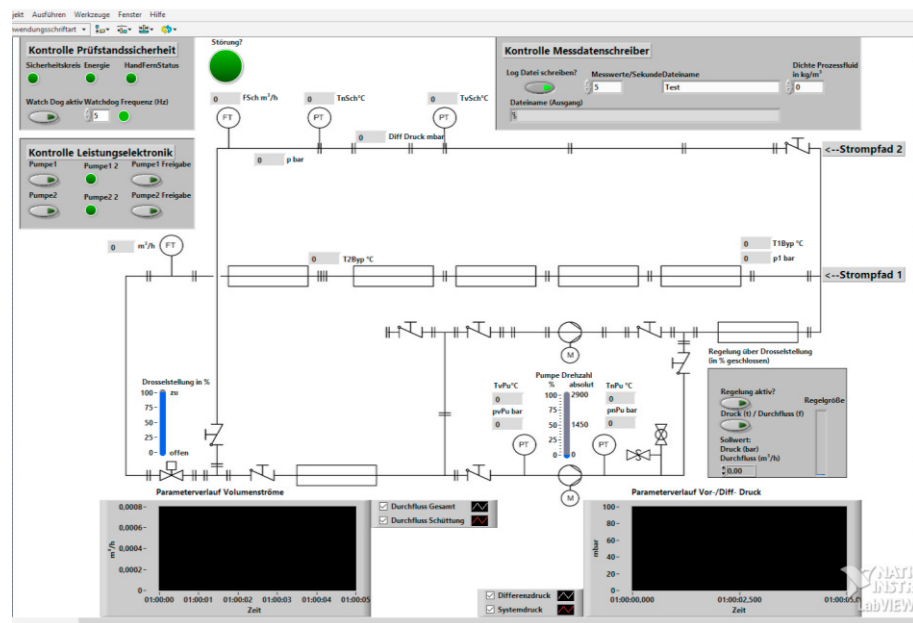 jekt Ausführen Werkzeuge Fenster Hilfe
nwendungsschriftart
Kontrolle Prüfstandssicherheit
Sicherheitskreis Energie HandFernStatus
Watch Dog aktiv Watchdog Frequenz (Hz)
5
Störung?
Kontrolle Messdatenschreiber
Log Datei schreiben? Messwerte/Sekunde Dateiname
Dichte Prozessfluid
in kg/m³
5 Test 0
Dateiname (Ausgang)
0 FSch m³/h
0 TnSch°C
0 TvSch°C
FT PT PT
0 Diff Druck mbar
0 p bar
<--Strompfad 2
Kontrolle Leistungselektronik
Pumpe1 Pumpe1 2 Pumpe1 Freigabe
Pumpe2 Pumpe2 2 Pumpe2 Freigabe
0 m³/h FT
0 T2Byp °C
0 T1Byp °C
0 p1 bar
<--Strompfad 1
M
Drosselstellung in %
100- zu
75-
50-
25-
0- offen
TvPu°C
0
pvPu bar
0
PT
Pumpe Drehzahl
% absolut
100- 2900
75-
50- 1450
25-
0- 0
TnPu °C
0
pnPu bar
0
PT
M
Regelung über Drosselstellung
(in % geschlossen)
Regelung aktiv?
Regelgröße
Druck (t) / Durchfluss (f)
Sollwert:
Druck (bar)
Durchfluss (m³/h)
0,00
Parameterverlauf Volumenströme
0,0008-
0,0006-
0,0004-
0,0002-
0-
m³/h
01:00:00 01:00:01 01:00:02 01:00:03 01:00:04 01:00:05
Zeit
Durchfluss Gesamt
Durchfluss Schüttung
Differenzdruck
Systemdruck
Parameterverlauf Vor-/Diff- Druck
100-
80-
60-
40-
20-
0-
mbar
01:00:00,000 01:00:02,500 01:00:05,0
Zeit
NATI
INSTR
LabVIEW